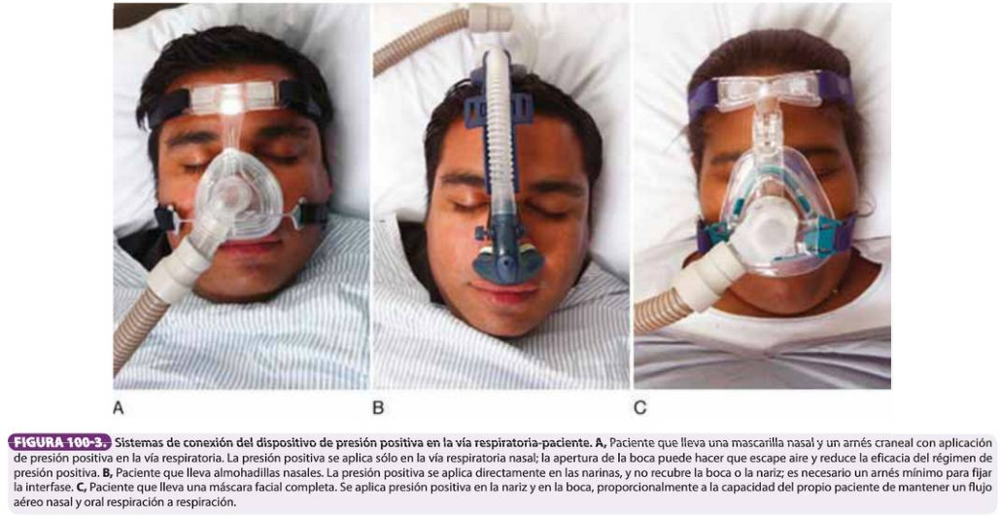 A B C
FIGURA 100-3. Sistemas de conexión del dispositivo de presión positiva en la vía respiratoria-paciente. A, Paciente que lleva una mascarilla nasal y un arnés craneal con aplicación
de presión positiva en la vía respiratoria. La presión positiva se aplica sólo en la vía respiratoria nasal; la apertura de la boca puede hacer que escape aire y reduce la eficacia del régimen de
presión positiva. B, Paciente que lleva almohadillas nasales. La presión positiva se aplica directamente en las narinas, y no recubre la boca o la nariz; es necesario un arnés mínimo para fijar
la interfase. C, Paciente que lleva una máscara facial completa. Se aplica presión positiva en la nariz y en la boca, proporcionalmente a la capacidad del propio paciente de mantener un flujo
aéreo nasal y oral respiración a respiración.